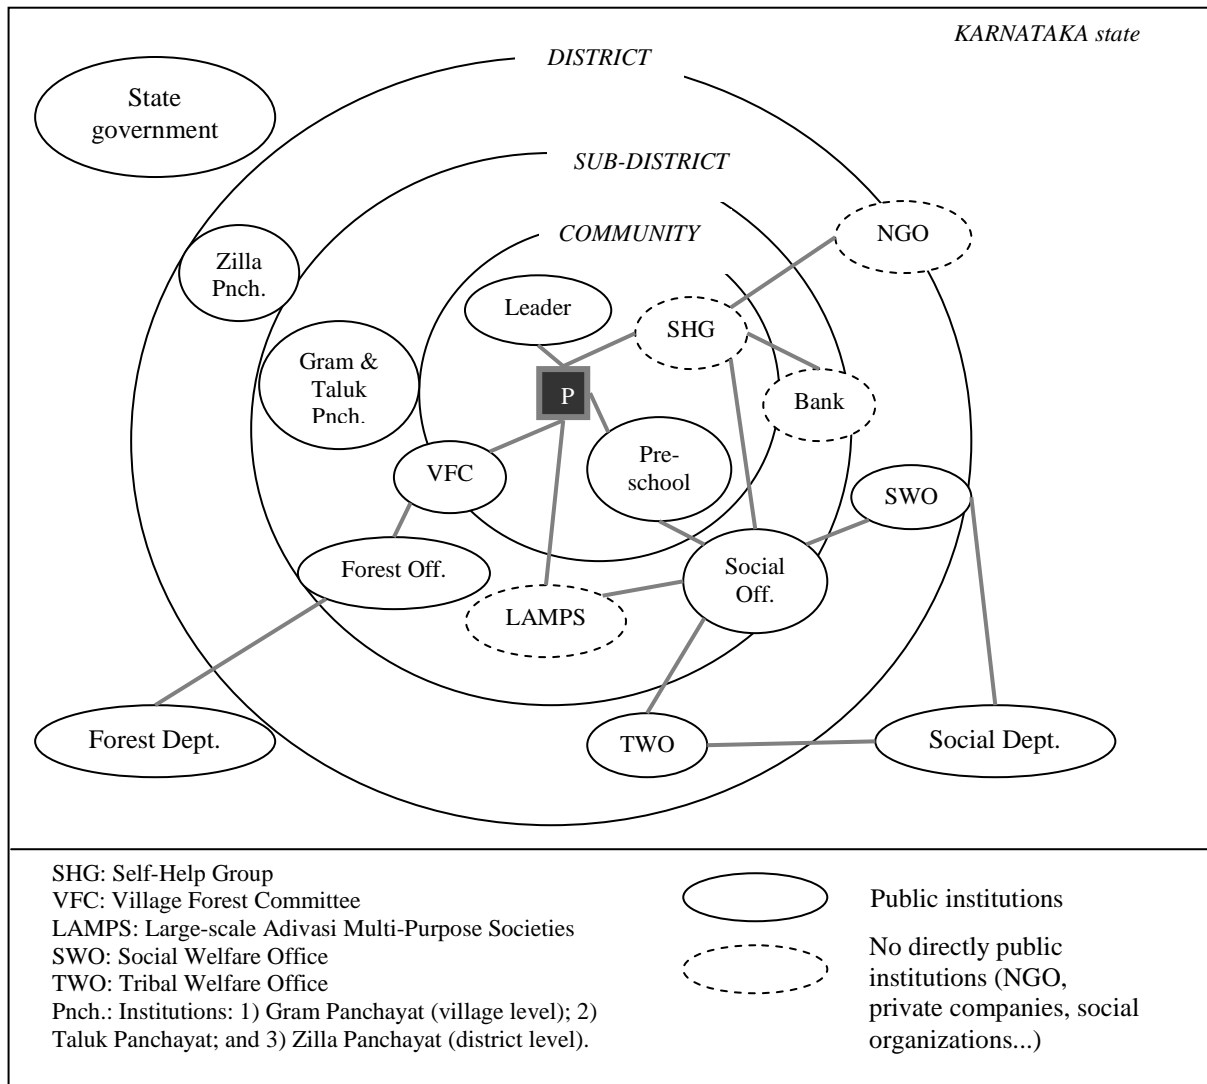 KARNATAKA state
DISTRICT
State
government
SUB-DISTRICT
NGO
COMMUNITY
Zilla
Pnch.
Leader
SHG
Gram &
Taluk
Pnch.
P
Bank
Pre-
school
VFC
SWO
Forest Off.
Social
Off.
LAMPS
Forest Dept.
TWO
Social Dept.
SHG: Self-Help Group
VFC: Village Forest Committee
LAMPS: Large-scale Adivasi Multi-Purpose Societies
SWO: Social Welfare Office
TWO: Tribal Welfare Office
Pnch.: Institutions: 1) Gram Panchayat (village level); 2)
Taluk Panchayat; and 3) Zilla Panchayat (district level).
Public institutions
No directly public
institutions (NGO,
private companies, social
organizations...)